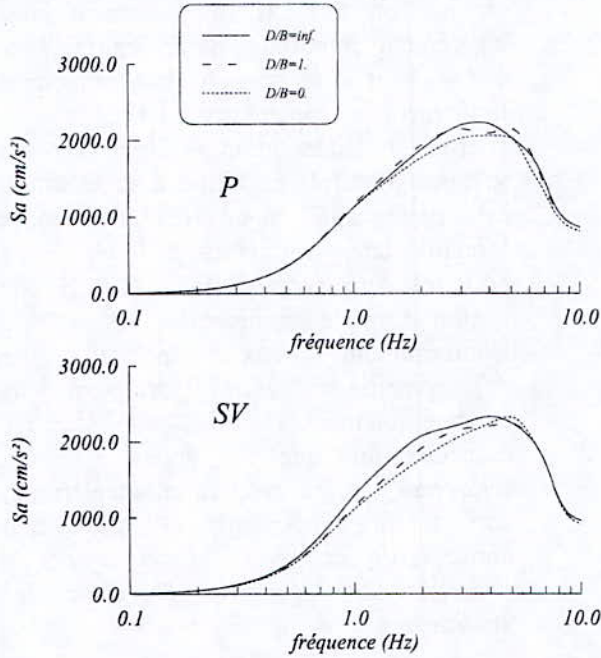 D/B=inf.
D/B=1.
D/B=0.
3000.0
2000.0
1000.0
0.0
Sa (cm/s²)
P
0.1
1.0
10.0
fréquence (Hz)
3000.0
2000.0
1000.0
0.0
Sa (cm/s²)
SV
0.1
1.0
10.0
fréquence (Hz)